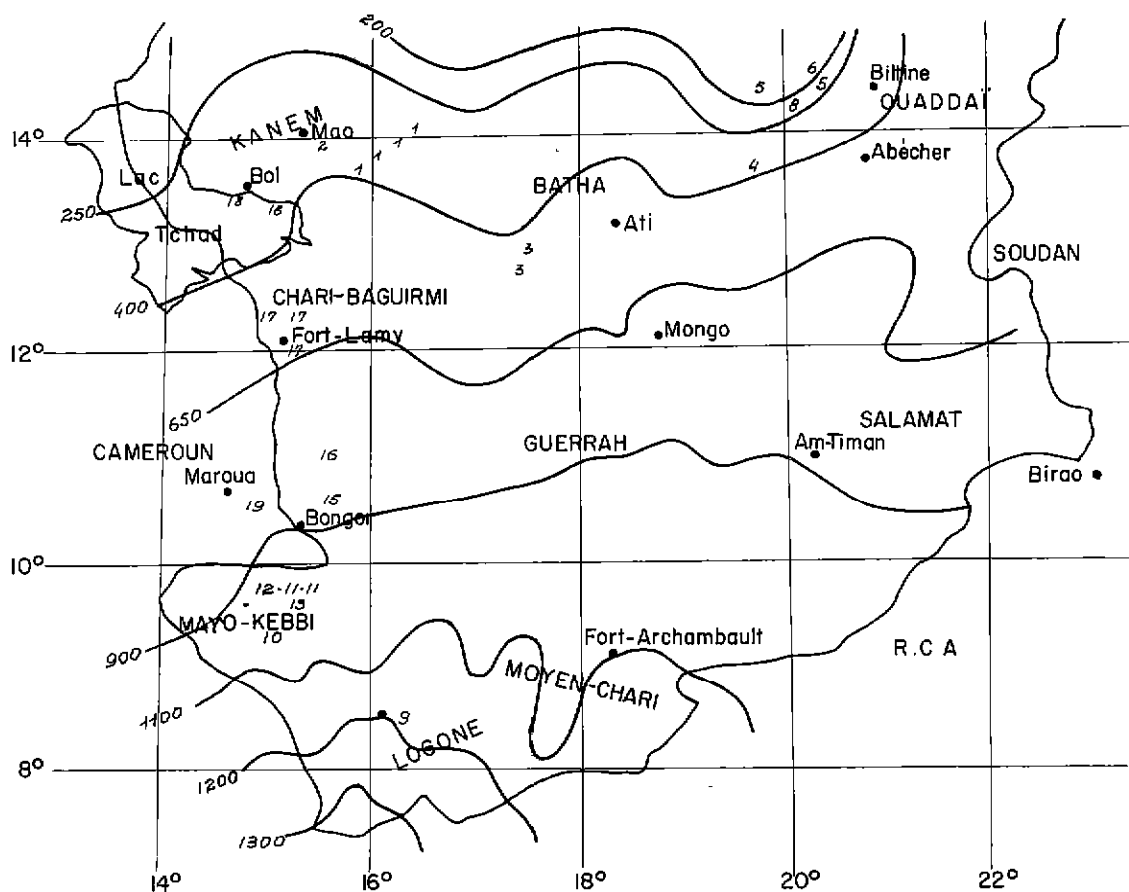 200
5
6
5
8
Biltine
OUADDAÏ
KANEM
Mao
2
1
1
1
1
14°
Abécher
4
Lac
Bol
18
18
BATHA
Ati
250
Tchad
3
3
SOUDAN
400
CHARI-BAGUIRMI
17
17
Fort-Lamy
17
Mongo
12°
650
SALAMAT
CAMEROUN
16
GUERRAH
Am-Timan
Maroua
Birao
19
15
Bongor
10°
12-11-11
13
MAYO-KEBBI
10
900
Fort-Archambault
R.C A
MOYEN-CHARI
1100
9
LOGONE
8°
1200
1300
14°
16°
18°
20°
22°